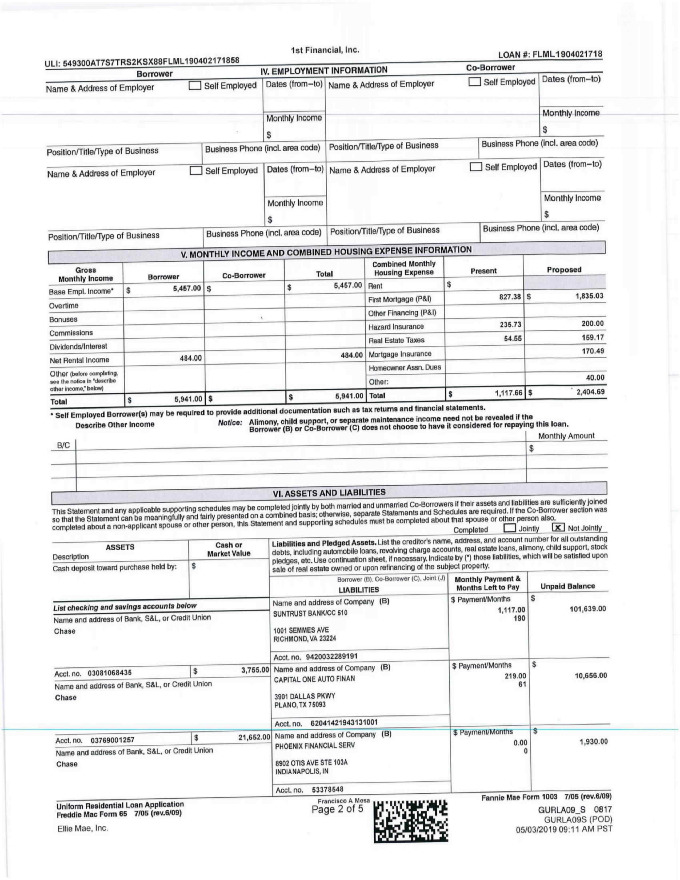 1st Financial, Inc.
ULI: 549300AT7S7TRS2KSX88FLML190402171858
LOAN #: FLML1904021718
Borrower IV. EMPLOYMENT INFORMATION Co-Borrower
Name & Address of Employer Self Employed Dates (from–to) Name & Address of Employer Self Employed Dates (from–to)
Monthly Income Monthly Income
$ $
Position/Title/Type of Business Business Phone (incl. area code) Position/Title/Type of Business Business Phone (incl. area code)
Name & Address of Employer Self Employed Dates (from–to) Name & Address of Employer Self Employed Dates (from–to)
Monthly Income Monthly Income
$ $
Position/Title/Type of Business Business Phone (incl. area code) Position/Title/Type of Business Business Phone (incl. area code)
V. MONTHLY INCOME AND COMBINED HOUSING EXPENSE INFORMATION
Gross Monthly Income Borrower Co-Borrower Total Combined Monthly Housing Expense Present Proposed
Base Empl. Income* $ 5,457.00 $ $ 5,457.00 Rent $
Overtime First Mortgage (P&I) 827.38 $ 1,835.03
Bonuses Other Financing (P&I)
Commissions Hazard Insurance 235.73 200.00
Dividends/Interest Real Estate Taxes 54.55 159.17
Net Rental Income 484.00 484.00 Mortgage Insurance 170.49
Other (before completing, see the notice in "describe other income," below) Homeowner Assn. Dues
Other: 40.00
Total $ 5,941.00 $ $ 5,941.00 Total $ 1,117.66 $ 2,404.69
* Self Employed Borrower(s) may be required to provide additional documentation such as tax returns and financial statements.
Describe Other Income Notice: Alimony, child support, or separate maintenance income need not be revealed if the
Borrower (B) or Co-Borrower (C) does not choose to have it considered for repaying this loan.
B/C Monthly Amount
$
VI. ASSETS AND LIABILITIES
This Statement and any applicable supporting schedules may be completed jointly by both married and unmarried Co-Borrowers if their assets and liabilities are sufficiently joined
so that the Statement can be meaningfully and fairly presented on a combined basis; otherwise, separate Statements and Schedules are required. If the Co-Borrower section was
completed about a non-applicant spouse or other person, this Statement and supporting schedules must be completed about that spouse or other person also.
Completed Jointly X Not Jointly
ASSETS
Description
Cash or Market Value
Cash deposit toward purchase held by: $
Liabilities and Pledged Assets. List the creditor's name, address, and account number for all outstanding
debts, including automobile loans, revolving charge accounts, real estate loans, alimony, child support, stock
pledges, etc. Use continuation sheet, if necessary. Indicate by (*) those liabilities, which will be satisfied upon
sale of real estate owned or upon refinancing of the subject property.
Borrower (B), Co-Borrower (C), Joint (J)
LIABILITIES
Monthly Payment & Months Left to Pay
Unpaid Balance
List checking and savings accounts below
Name and address of Bank, S&L, or Credit Union
Chase
Name and address of Company (B)
SUNTRUST BANK/CC 510
1001 SEMMES AVE
RICHMOND, VA 23224
Acct. no. 9420032289191
$ Payment/Months
1,117.00
190
$
101,639.00
Acct. no. 03081068435 $ 3,755.00
Name and address of Bank, S&L, or Credit Union
Chase
Name and address of Company (B)
CAPITAL ONE AUTO FINAN
3901 DALLAS PKWY
PLANO, TX 75093
Acct. no. 62041421943131001
$ Payment/Months
219.00
61
$
10,656.00
Acct. no. 03769001257 $ 21,652.00
Name and address of Bank, S&L, or Credit Union
Chase
Name and address of Company (B)
PHOENIX FINANCIAL SERV
8902 OTIS AVE STE 103A
INDIANAPOLIS, IN
Acct. no. 53378548
$ Payment/Months
0.00
0
$
1,930.00
Uniform Residential Loan Application
Freddie Mac Form 65 7/05 (rev.6/09)
Ellie Mae, Inc.
Francisco A Mosa
Page 2 of 5
Fannie Mae Form 1003 7/05 (rev.6/09)
GURLA09_S 0817
GURLA09S (POD)
05/03/2019 09:11 AM PST